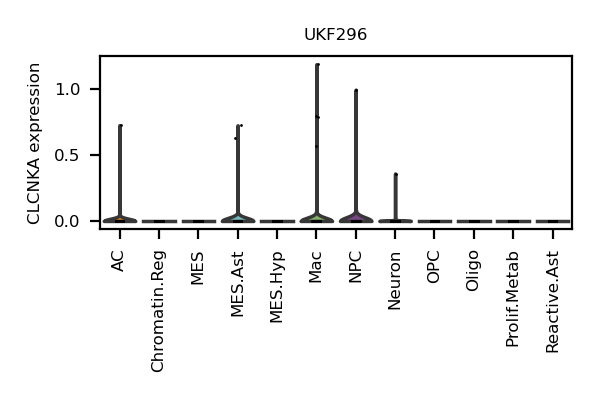 UKF296
CLCNKA expression
1.0
0.5
0.0
AC
Chromatin.Reg
MES
MES.Ast
MES.Hyp
Mac
NPC
Neuron
OPC
Oligo
Prolif.Metab
Reactive.Ast